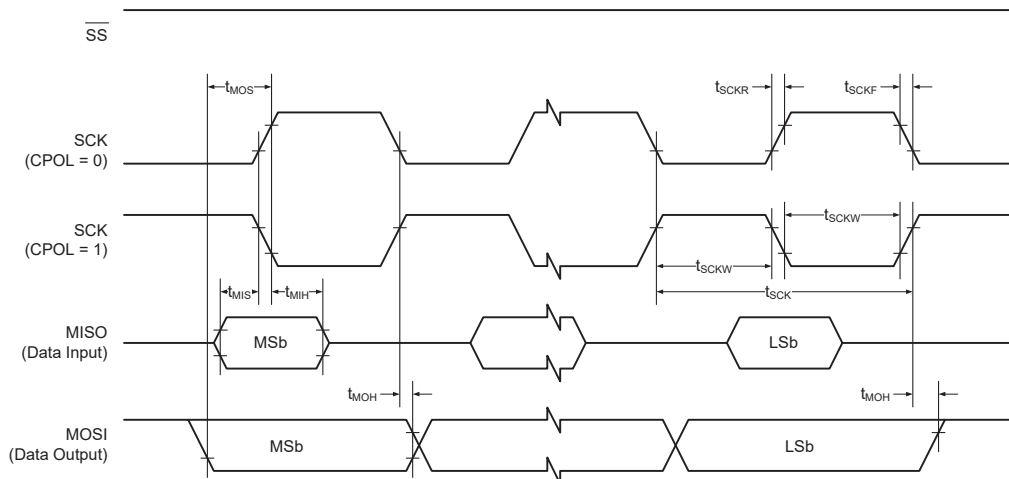 SS
tMOS
tSCKR
tSCKF
SCK
(CPOL = 0)
SCK
(CPOL = 1)
tSCKW
tSCKW
tSCK
tMIS
tMIH
MISO
(Data Input)
MSb
LSb
tMOH
tMOH
MOSI
(Data Output)
MSb
LSb